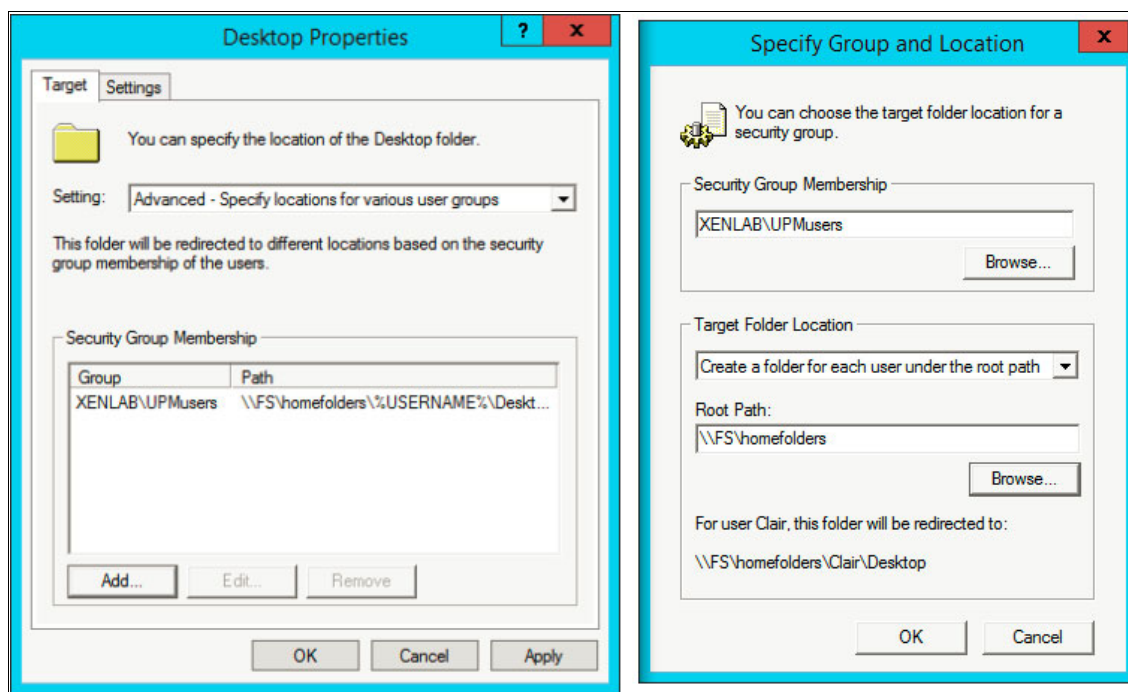 Desktop Properties
?
x
Target
Settings
You can specify the location of the Desktop folder.
Setting:
Advanced - Specify locations for various user groups
This folder will be redirected to different locations based on the security
group membership of the users.
Security Group Membership
Group
Path
XENLAB\UPMusers
\\FS\homefolders\%USERNAME%\Deskt...
Add...
Edit...
Remove
OK
Cancel
Apply
Specify Group and Location
x
You can choose the target folder location for a
security group.
Security Group Membership
XENLAB\UPMusers
Browse...
Target Folder Location
Create a folder for each user under the root path
Root Path:
\\FS\homefolders
Browse...
For user Clair, this folder will be redirected to:
\\FS\homefolders\Clair\Desktop
OK
Cancel